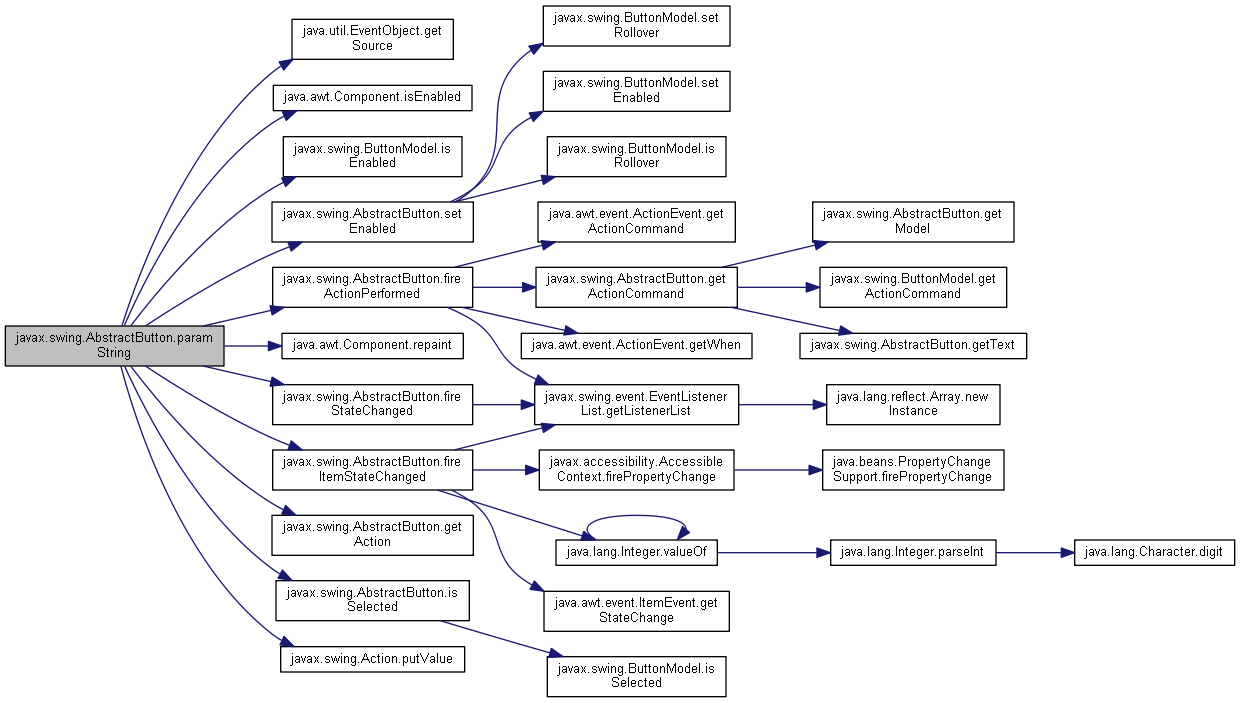 javax.swing.AbstractButton.param
String
java.util.EventObject.get
Source
java.awt.Component.isEnabled
javax.swing.ButtonModel.is
Enabled
javax.swing.AbstractButton.set
Enabled
javax.swing.AbstractButton.fire
ActionPerformed
java.awt.Component.repaint
javax.swing.AbstractButton.fire
StateChanged
javax.swing.AbstractButton.fire
ItemStateChanged
javax.swing.AbstractButton.get
Action
javax.swing.AbstractButton.is
Selected
javax.swing.Action.putValue
javax.swing.ButtonModel.set
Rollover
javax.swing.ButtonModel.set
Enabled
javax.swing.ButtonModel.is
Rollover
java.awt.event.ActionEvent.get
ActionCommand
javax.swing.AbstractButton.get
ActionCommand
java.awt.event.ActionEvent.getWhen
javax.swing.event.EventListener
List.getListenerList
javax.accessibility.Accessible
Context.firePropertyChange
java.lang.Integer.valueOf
java.awt.event.ItemEvent.get
StateChange
javax.swing.ButtonModel.is
Selected
javax.swing.AbstractButton.get
Model
javax.swing.ButtonModel.get
ActionCommand
javax.swing.AbstractButton.getText
java.lang.reflect.Array.new
Instance
java.beans.PropertyChange
Support.firePropertyChange
java.lang.Integer.parseInt
java.lang.Character.digit